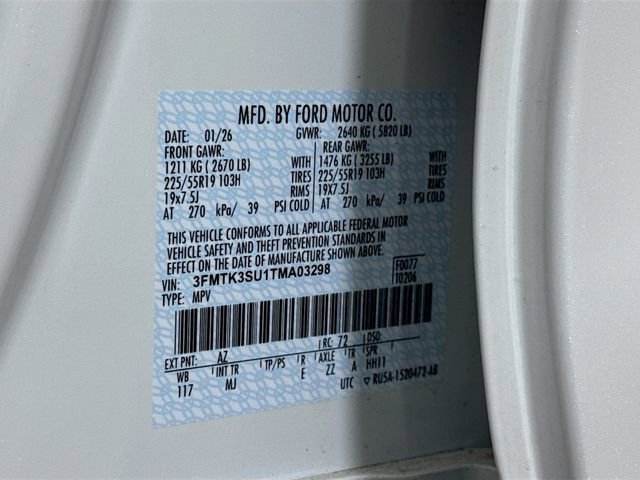 MFD. BY FORD MOTOR CO.
DATE: 01/26 GVWR: 2640 KG ( 5820 LB)
FRONT GAWR: REAR GAWR:
1211 KG ( 2670 LB) WITH 1476 KG ( 3255 LB) WITH
225/55R19 103H TIRES 225/55R19 103H TIRES
19x7.5J RIMS 19X7.5J RIMS
AT 270 kPa/ 39 PSI COLD AT 270 kPa/ 39 PSI COLD
THIS VEHICLE CONFORMS TO ALL APPLICABLE FEDERAL MOTOR
VEHICLE SAFETY AND THEFT PREVENTION STANDARDS IN
EFFECT ON THE DATE OF MANUFACTURE SHOWN ABOVE.
VIN: 3FMTK3SU1TMA03298 F0077
TYPE: MPV T0206
EXT PNT: AZ RC: 72 DSO:
WB INT TR TP/PS R AXLE TR SPR
117 MJ E ZZ A HH11
UTC ▽ RU5A-1520472-AB